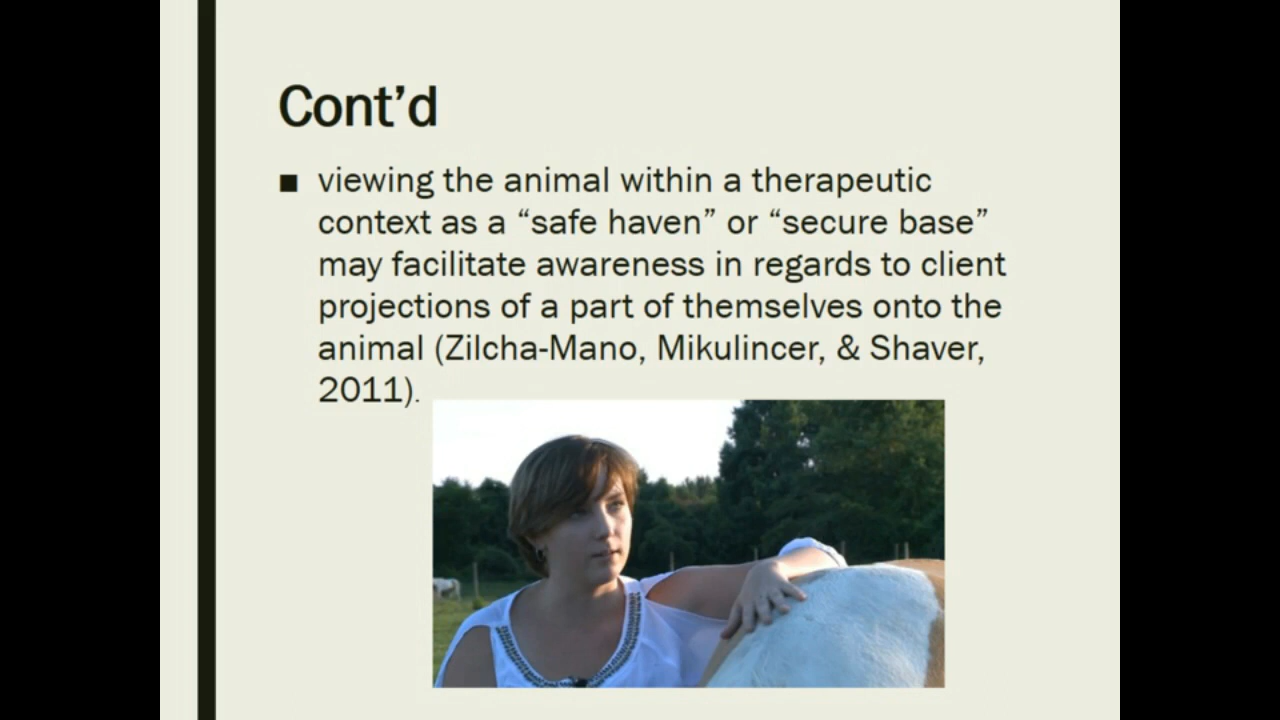 Cont’d
■ viewing the animal within a therapeutic
context as a “safe haven” or “secure base”
may facilitate awareness in regards to client
projections of a part of themselves onto the
animal (Zilcha-Mano, Mikulincer, & Shaver,
2011).